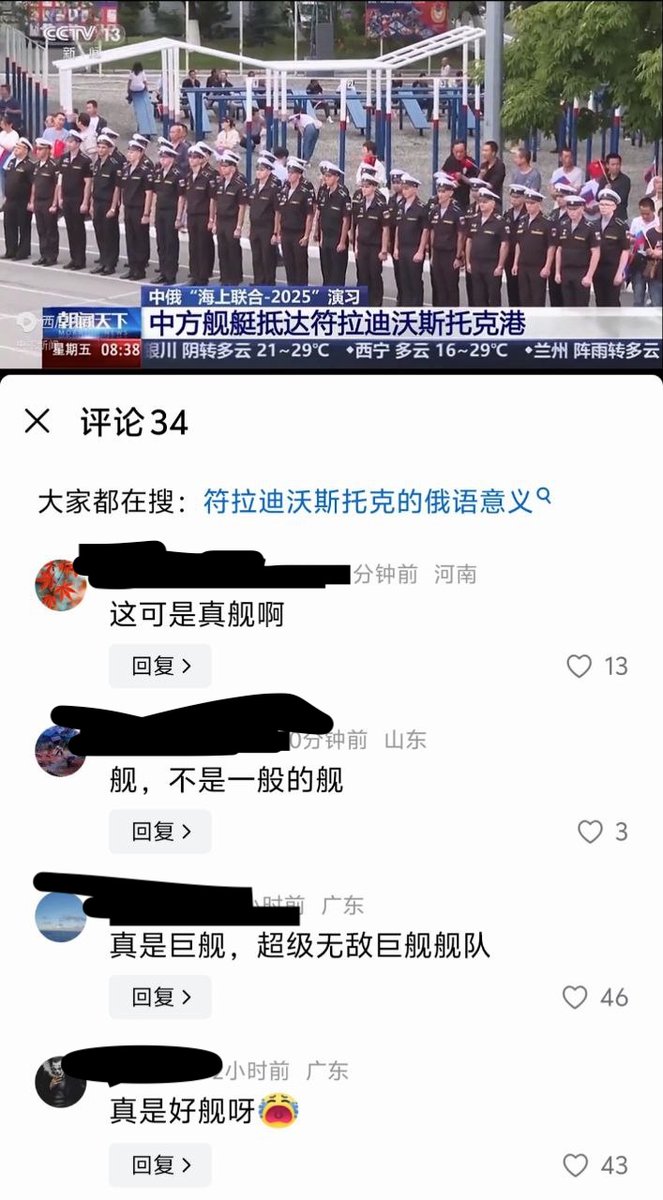 CCTV 13
新闻
中俄“海上联合-2025”演习
朝闻天下
中方舰艇抵达符拉迪沃斯托克港
星期五 08:38
银川 阴转多云 21~29℃ ◆西宁 多云 16~29℃ ◆兰州 阵雨转多云
评论34
大家都在搜：符拉迪沃斯托克的俄语意义
分钟前 河南
这可是真舰啊
回复 >
13
0分钟前 山东
舰，不是一般的舰
回复 >
3
小时前 广东
真是巨舰，超级无敌巨舰舰队
回复 >
46
2小时前 广东
真是好舰呀😭
回复 >
43